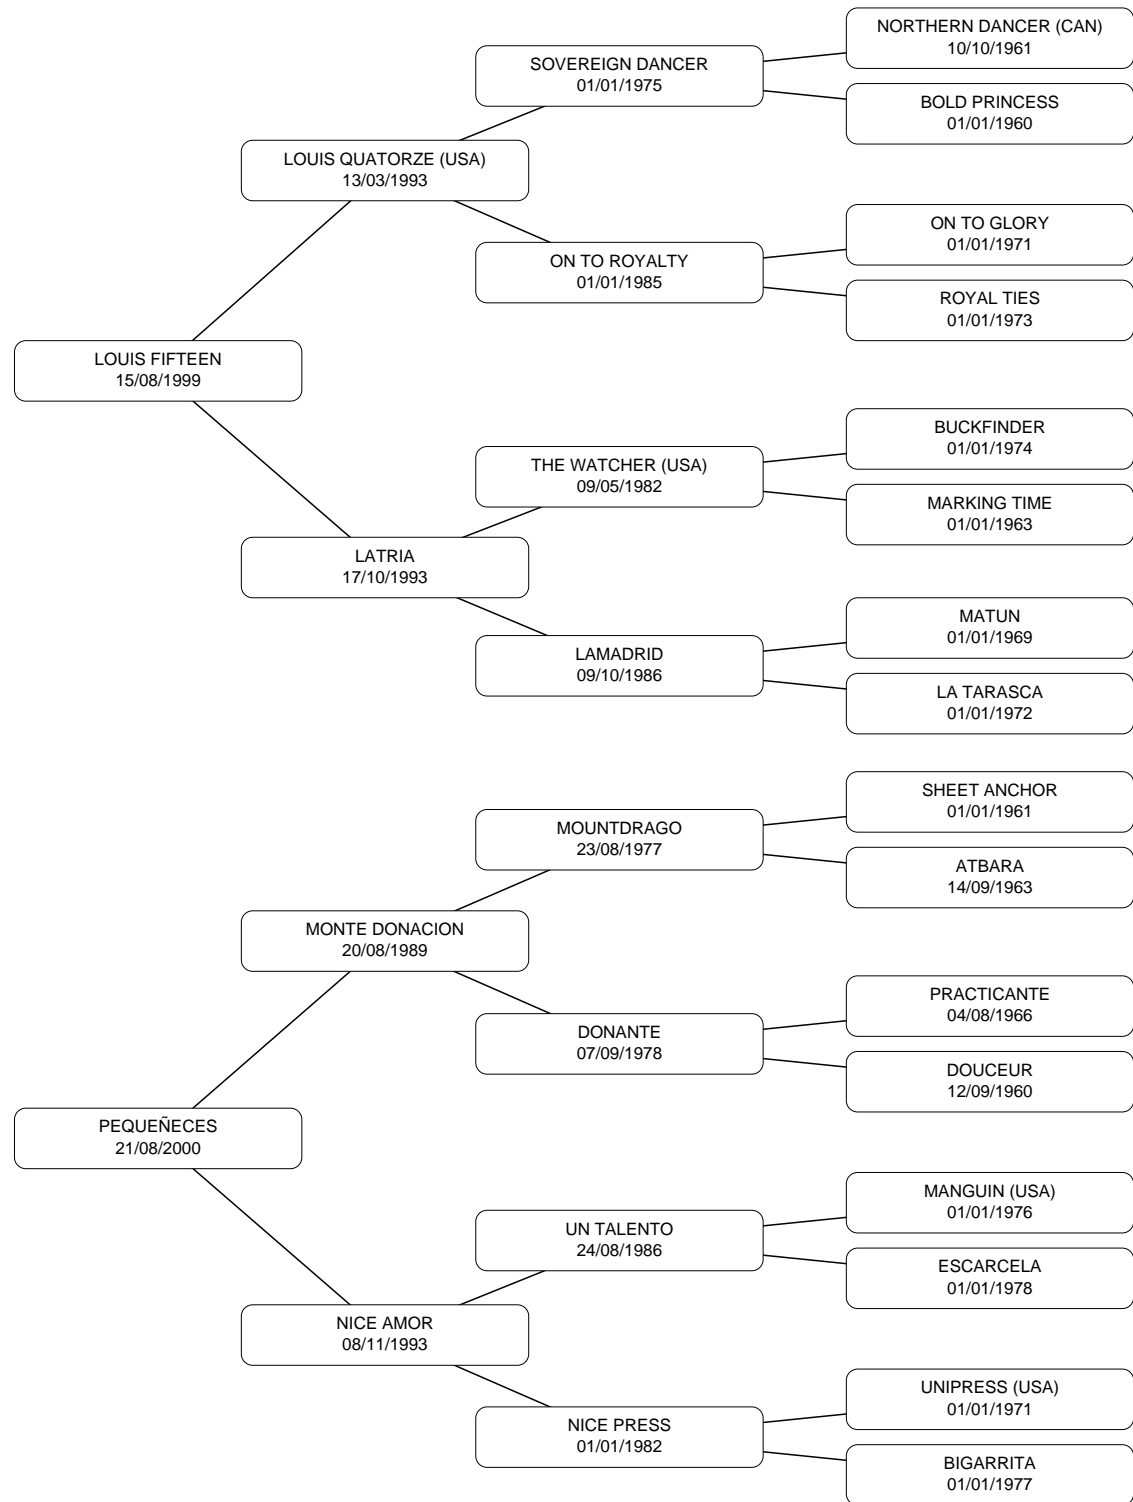 NORTHERN DANCER (CAN)
10/10/1961
SOVEREIGN DANCER
01/01/1975
BOLD PRINCESS
01/01/1960
LOUIS QUATORZE (USA)
13/03/1993
ON TO GLORY
01/01/1971
ON TO ROYALTY
01/01/1985
ROYAL TIES
01/01/1973
LOUIS FIFTEEN
15/08/1999
BUCKFINDER
01/01/1974
THE WATCHER (USA)
09/05/1982
MARKING TIME
01/01/1963
LATRIA
17/10/1993
MATUN
01/01/1969
LAMADRID
09/10/1986
LA TARASCA
01/01/1972
SHEET ANCHOR
01/01/1961
MOUNTDRAGO
23/08/1977
ATBARA
14/09/1963
MONTE DONACION
20/08/1989
PRACTICANTE
04/08/1966
DONANTE
07/09/1978
DOUCEUR
12/09/1960
PEQUEÑECES
21/08/2000
MANGUIN (USA)
01/01/1976
UN TALENTO
24/08/1986
ESCARCELA
01/01/1978
NICE AMOR
08/11/1993
UNIPRESS (USA)
01/01/1971
NICE PRESS
01/01/1982
BIGARRITA
01/01/1977